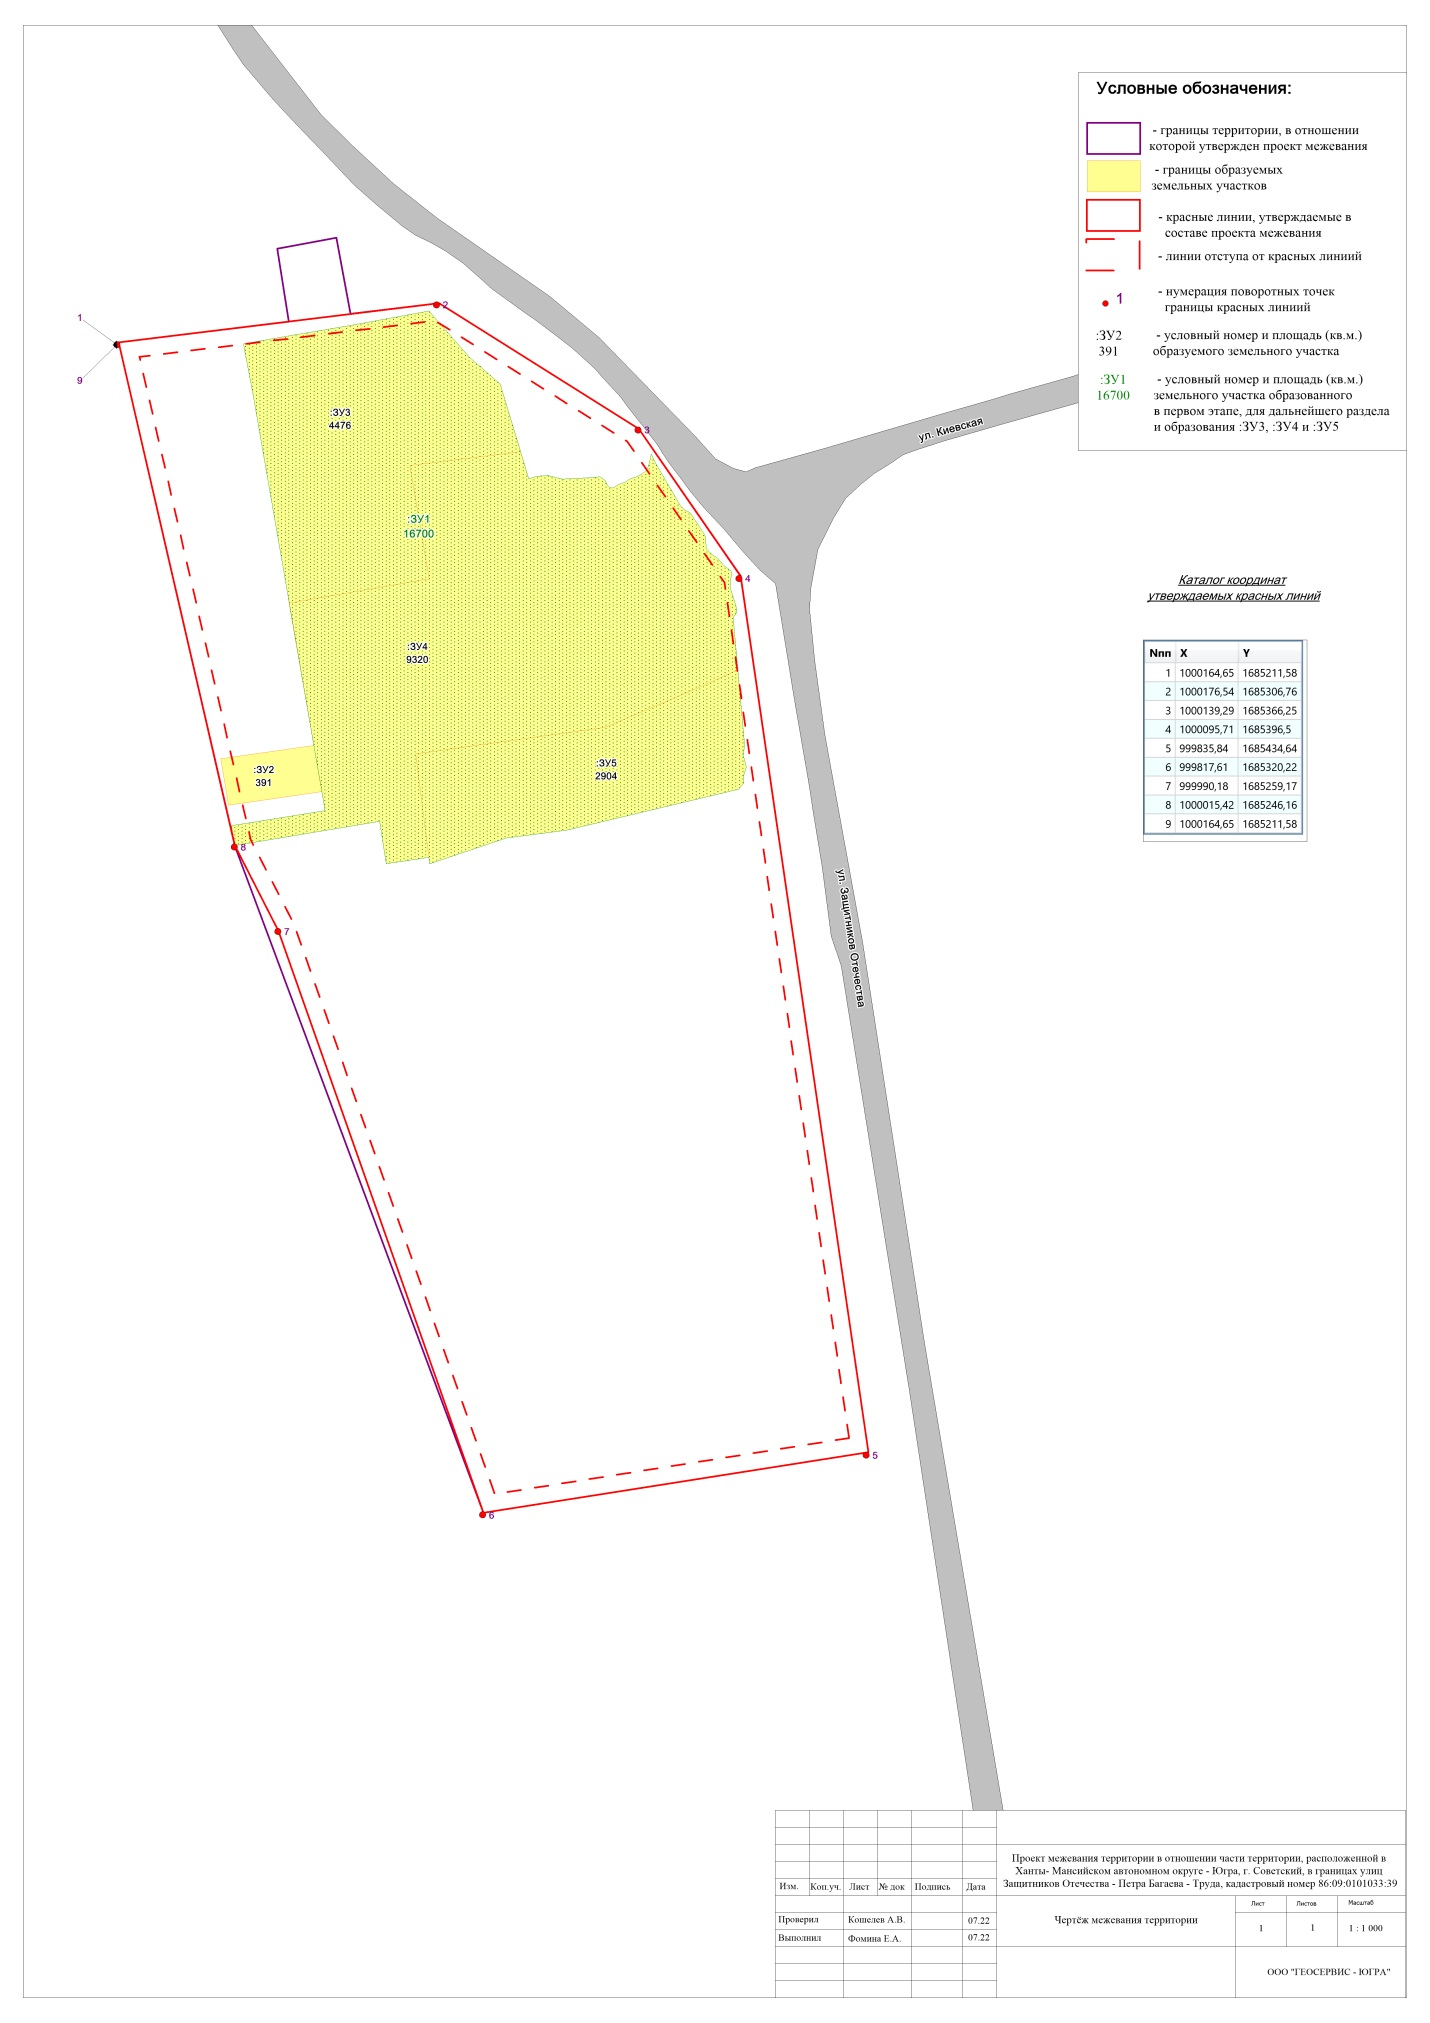 Условные обозначения:
- границы территории, в отношении
которой утвержден проект межевания
- границы образуемых
земельных участков
- красные линии, утверждаемые в
составе проекта межевания
- линии отступа от красных линиий
1
- нумерация поворотных точек
границы красных линиий
:ЗУ2
391
- условный номер и площадь (кв.м.)
образуемого земельного участка
:ЗУ1
16700
- условный номер и площадь (кв.м.)
земельного участка образованного
в первом этапе, для дальнейшего раздела
и образования :ЗУ3, :ЗУ4 и :ЗУ5
1
9
2
3
4
5
6
7
8
:ЗУ3
4476
:ЗУ1
16700
:ЗУ4
9320
:ЗУ2
391
:ЗУ5
2904
ул. Киевская
ул. Защитников Отечества
Каталог координат
утверждаемых красных линий
Nпп X Y
1 1000164,65 1685211,58
2 1000176,54 1685306,76
3 1000139,29 1685366,25
4 1000095,71 1685396,5
5 999835,84 1685434,64
6 999817,61 1685320,22
7 999990,18 1685259,17
8 1000015,42 1685246,16
9 1000164,65 1685211,58
Проект межевания территории в отношении части территории, расположенной в
Ханты- Мансийском автономном округе - Югра, г. Советский, в границах улиц
Защитников Отечества - Петра Багаева - Труда, кадастровый номер 86:09:0101033:39
Изм. Коп.уч. Лист № док Подпись Дата
Проверил Кошелев А.В. 07.22
Выполнил Фомина Е.А. 07.22
Чертёж межевания территории
Лист Листов Масштаб
1 1 1 : 1 000
ООО "ГЕОСЕРВИС - ЮГРА"